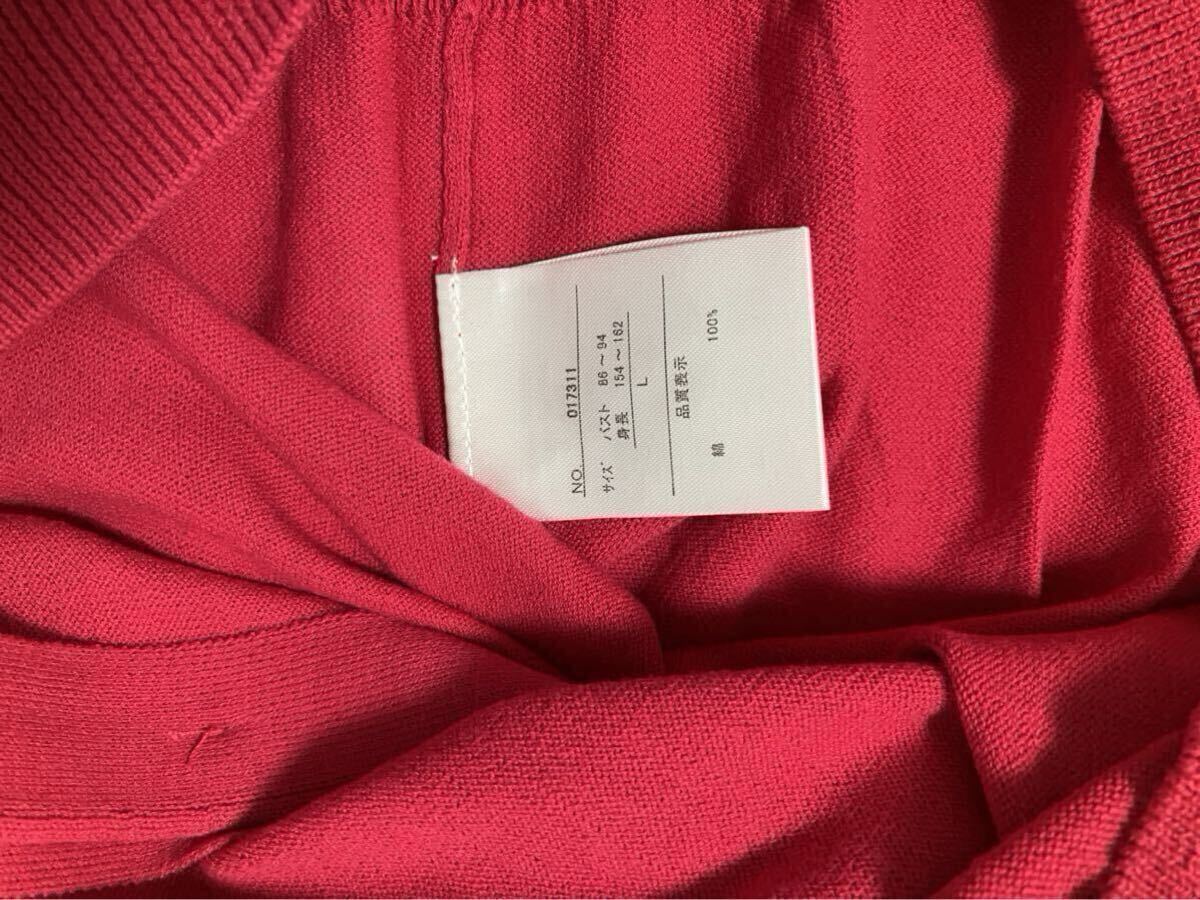 NO. 017311
サイズ バスト 86～94
身長 154～162
L
品質表示
綿 100%